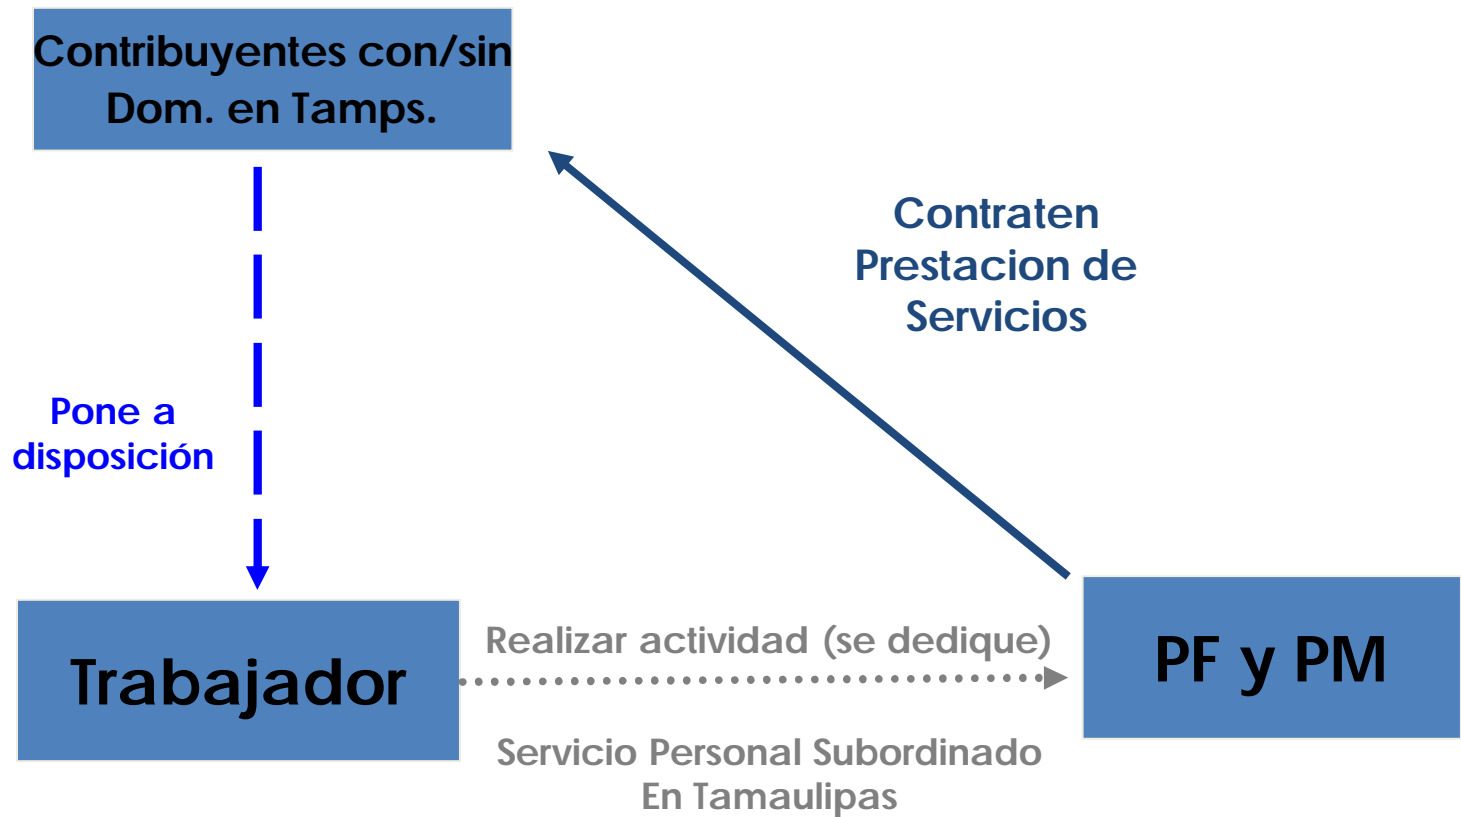 Contribuyentes con/sin
Dom. en Tamps.
Contraten
Prestacion de
Servicios
Pone a
disposición
Trabajador
Realizar actividad (se dedique)
Servicio Personal Subordinado
En Tamaulipas
PF y PM